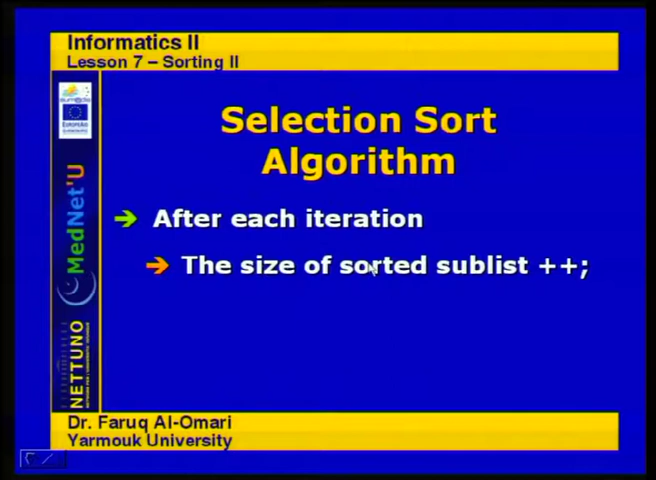 Informatics II
Lesson 7 – Sorting II
Selection Sort
Algorithm
After each iteration
The size of sorted sublist ++;
MedNet'U
NETTUNO
Dr. Faruq Al-Omari
Yarmouk University